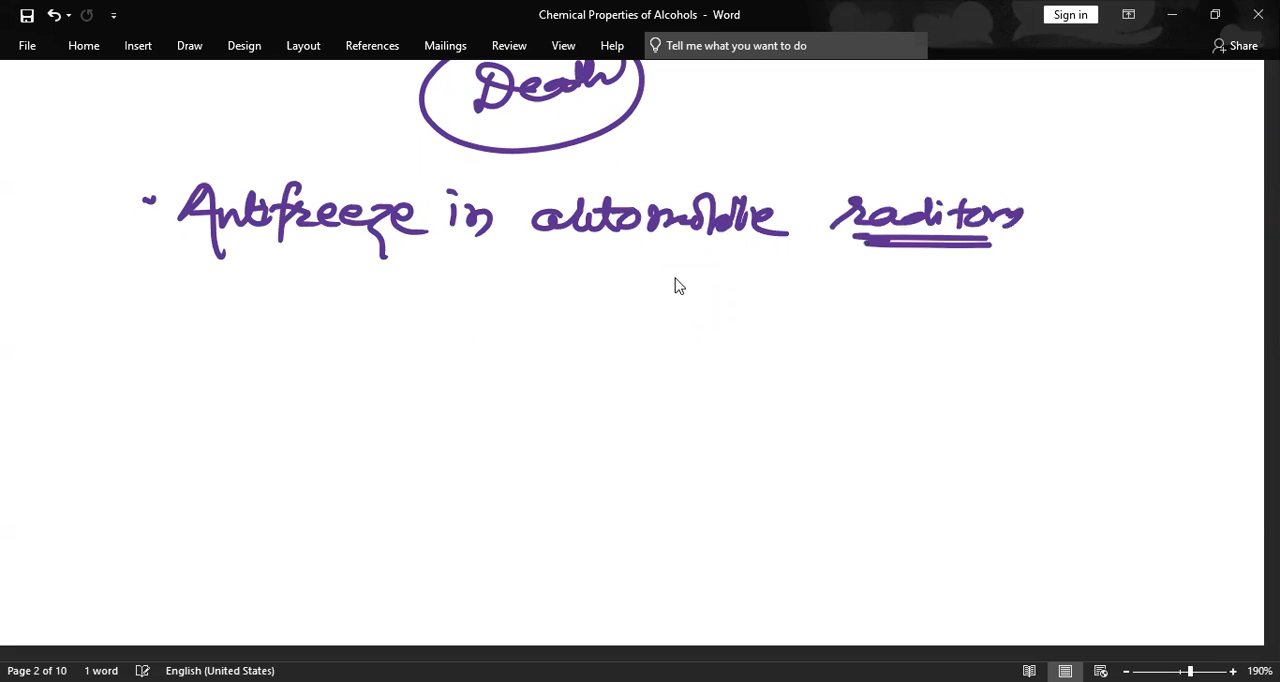 Chemical Properties of Alcohols - Word
Sign in
File Home Insert Draw Design Layout References Mailings Review View Help Tell me what you want to do Share
Death
Antifreeze in automobile raditors
Page 2 of 10 1 word English (United States) 190%